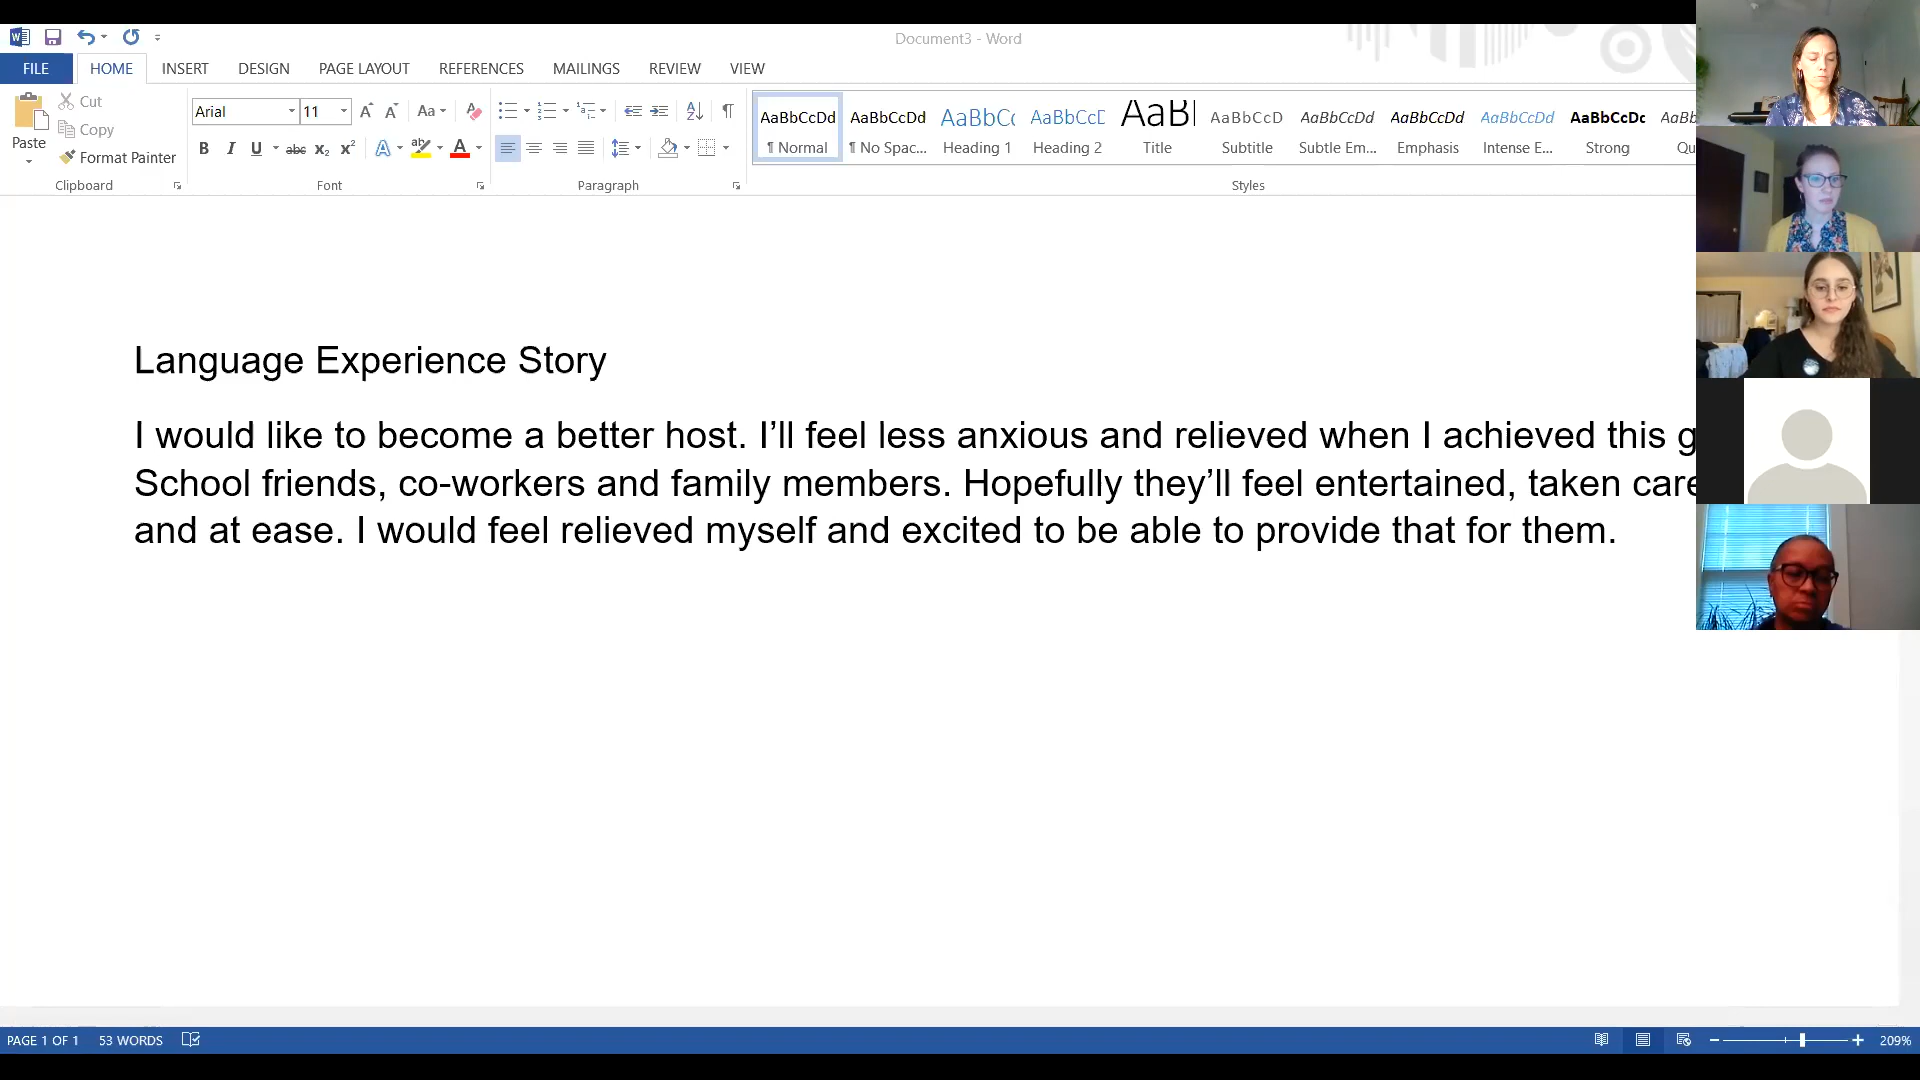 Document3 - Word
FILE HOME INSERT DESIGN PAGE LAYOUT REFERENCES MAILINGS REVIEW VIEW
Paste
Cut
Copy
Format Painter
Clipboard
Arial 11
Font
Paragraph
AaBbCcDd AaBbCcDd AaBbCc AaBbCcD AaBI AaBbCcD AaBbCcDd AaBbCcDd AaBbCcDd AaBbCcDc AaBb
¶ Normal ¶ No Spac... Heading 1 Heading 2 Title Subtitle Subtle Em... Emphasis Intense E... Strong Qu
Styles
Language Experience Story
I would like to become a better host. I’ll feel less anxious and relieved when I achieved this g
School friends, co-workers and family members. Hopefully they’ll feel entertained, taken care
and at ease. I would feel relieved myself and excited to be able to provide that for them.
PAGE 1 OF 1 53 WORDS 209%